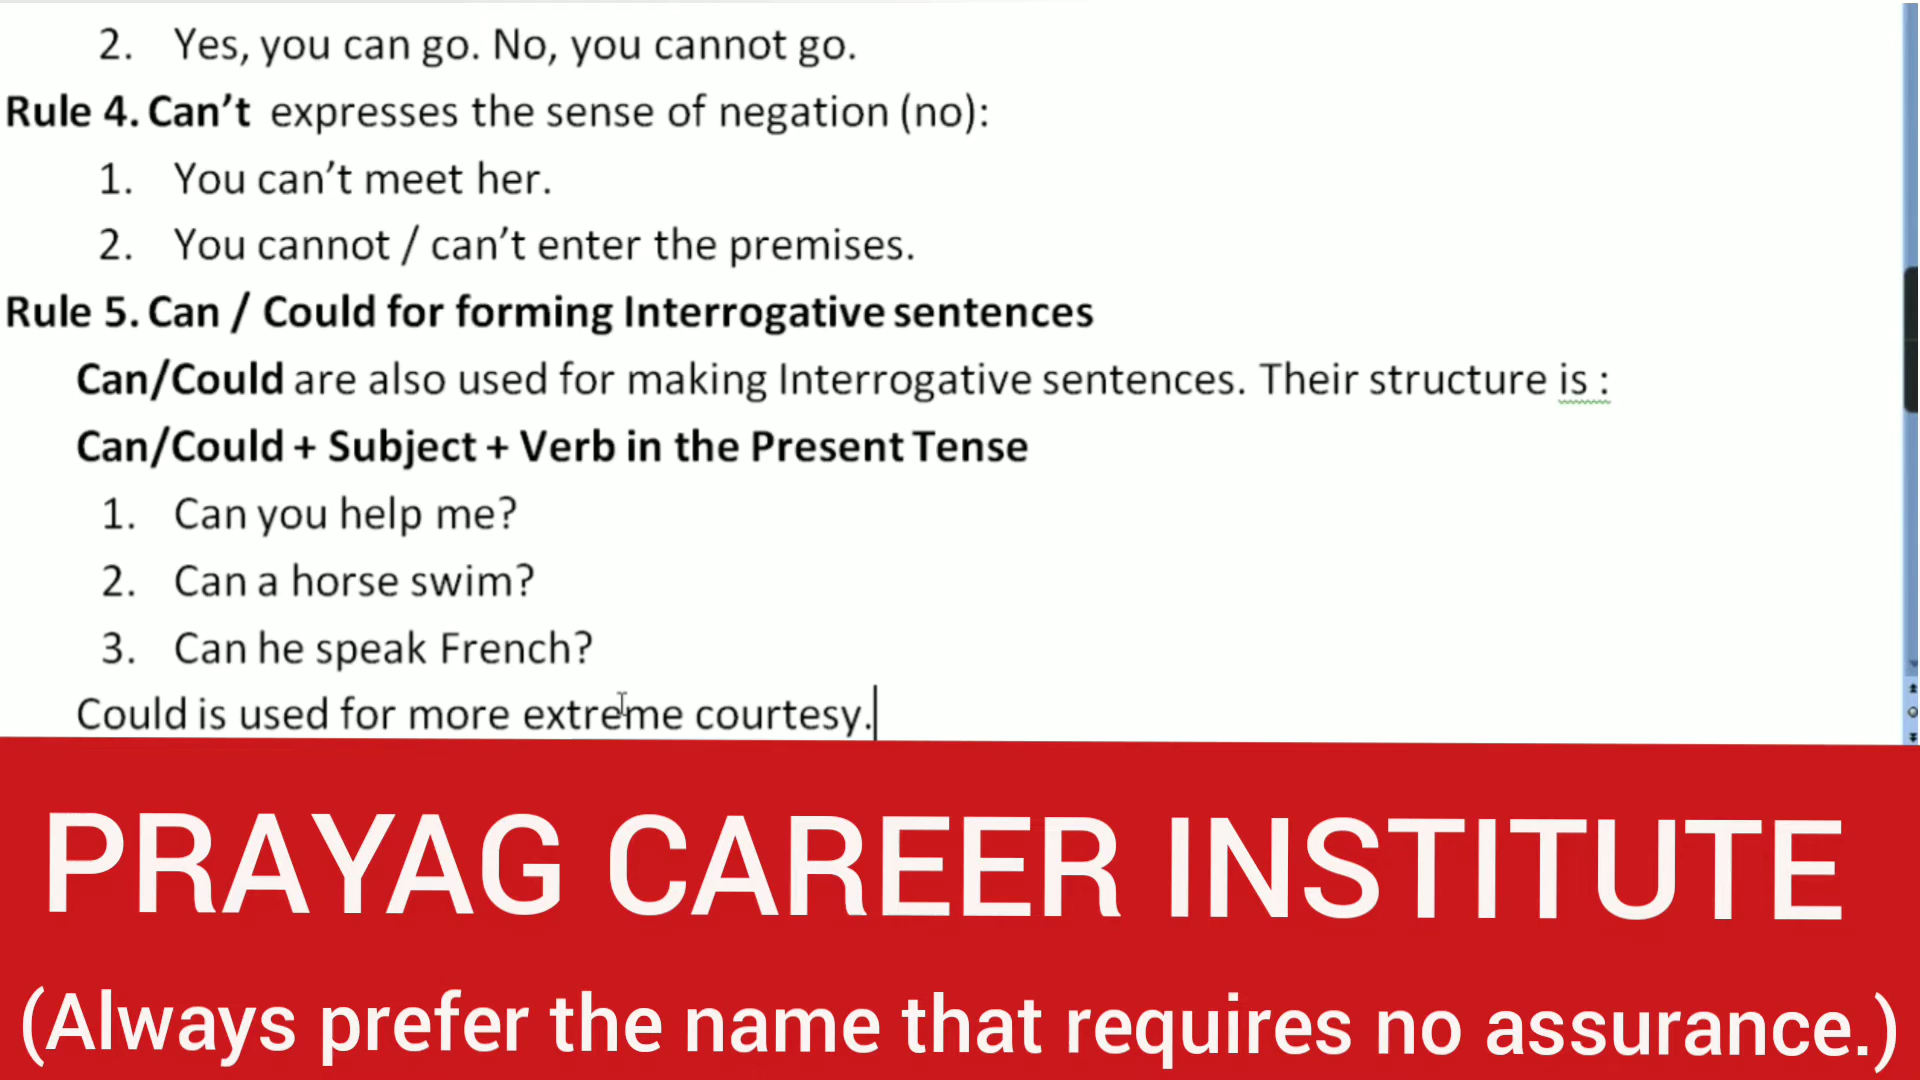 2. Yes, you can go. No, you cannot go.
Rule 4. Can’t expresses the sense of negation (no):
1. You can’t meet her.
2. You cannot / can’t enter the premises.
Rule 5. Can / Could for forming Interrogative sentences
Can/Could are also used for making Interrogative sentences. Their structure is :
Can/Could + Subject + Verb in the Present Tense
1. Can you help me?
2. Can a horse swim?
3. Can he speak French?
Could is used for more extreme courtesy.
PRAYAG CAREER INSTITUTE
(Always prefer the name that requires no assurance.)